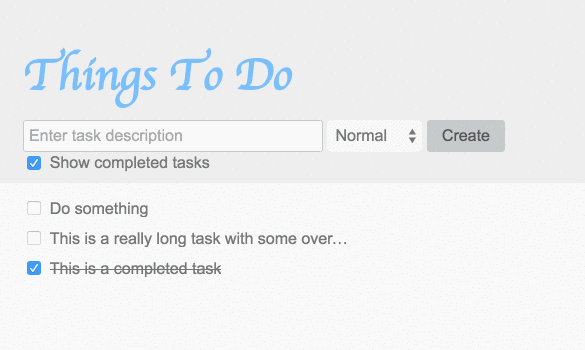 Things To Do
Enter task description Normal Create
Show completed tasks
Do something
This is a really long task with some over…
This is a completed task